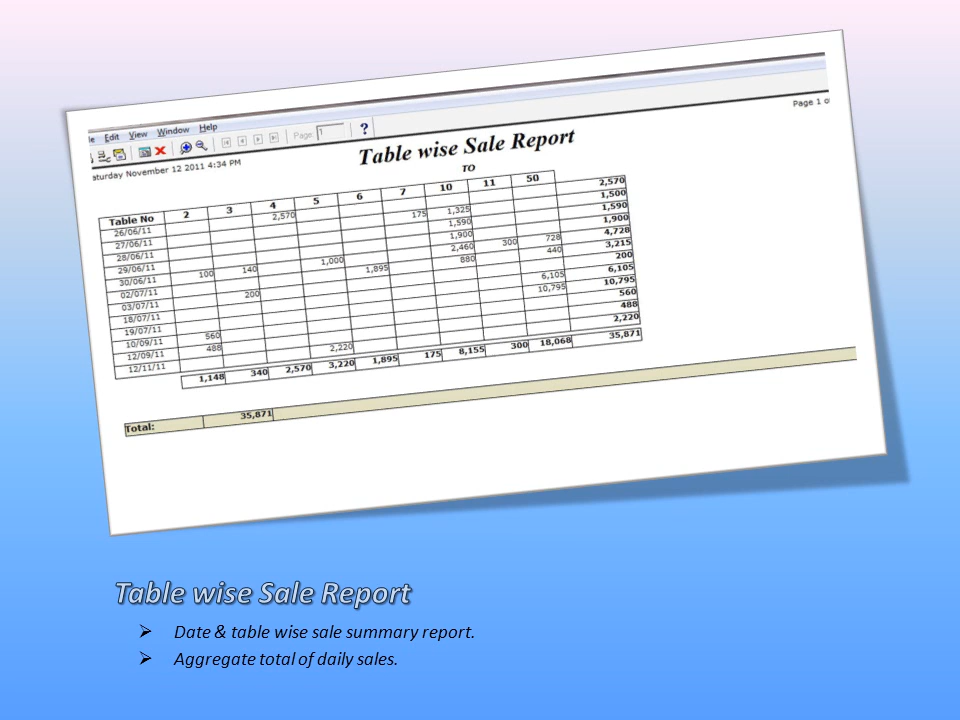 le Edit View Window Help
Page: 1 ?
aturday November 12 2011 4:34 PM
Page 1 of
Table wise Sale Report
TO
Table No 2 3 4 5 6 7 10 11 50
26/06/11 2,570 2,570
27/06/11 175 1,325 1,500
28/06/11 1,590 1,590
29/06/11 1,900 1,900
30/06/11 100 140 1,000 2,460 300 728 4,728
02/07/11 1,895 880 440 3,215
03/07/11 200 200
18/07/11 6,105 6,105
19/07/11 10,795 10,795
10/09/11 560 560
12/09/11 488 488
12/11/11 2,220 2,220
1,148 340 2,570 3,220 1,895 175 8,155 300 18,068 35,871
Total: 35,871
Table wise Sale Report
Date & table wise sale summary report.
Aggregate total of daily sales.